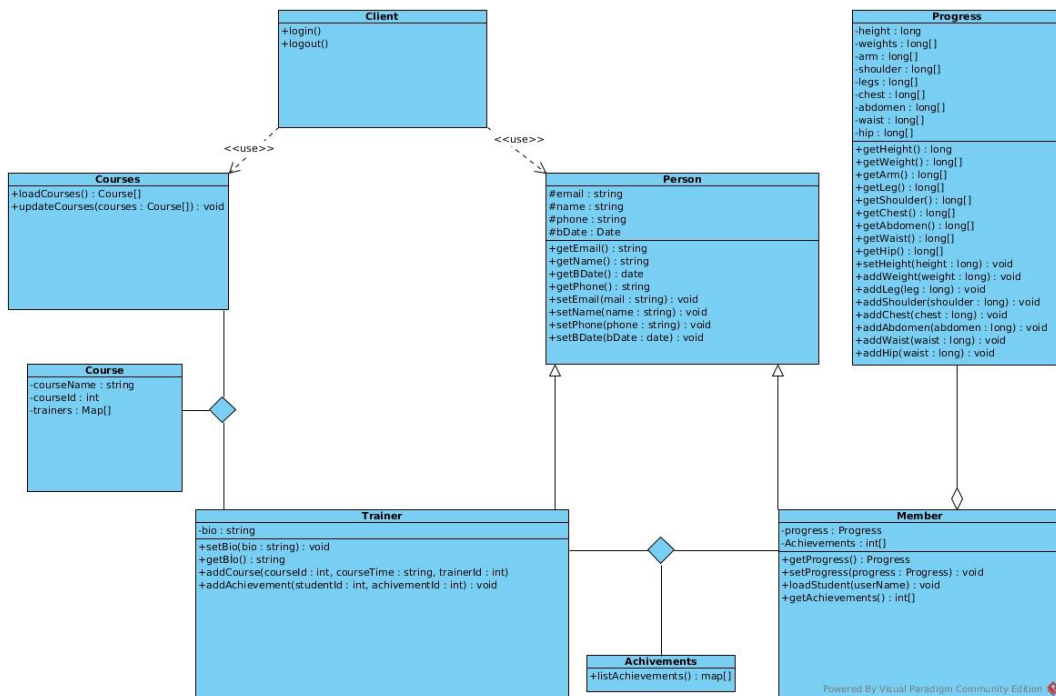 Client
+login()
+logout()
<<use>>
<<use>>
Courses
+loadCourses() : Course[]
+updateCourses(courses : Course[]) : void
Person
#email : string
#name : string
#phone : string
#bDate : Date
+getEmail() : string
+getName() : string
+getBDate() : date
+getPhone() : string
+setEmail(mail : string) : void
+setName(name : string) : void
+setPhone(phone : string) : void
+setBDate(bDate : date) : void
Progress
-height : long
-weights : long[]
-arm : long[]
-shoulder : long[]
-legs : long[]
-chest : long[]
-abdomen : long[]
-waist : long[]
-hip : long[]
+getHeight() : long
+getWeight() : long[]
+getArm() : long[]
+getLeg() : long[]
+getShoulder() : long[]
+getChest() : long[]
+getAbdomen() : long[]
+getWaist() : long[]
+getHip() : long[]
+setHeight(height : long) : void
+addWeight(weight : long) : void
+addLeg(leg : long) : void
+addShoulder(shoulder : long) : void
+addChest(chest : long) : void
+addAbdomen(abdomen : long) : void
+addWaist(waist : long) : void
+addHip(waist : long) : void
Course
-courseName : string
-courseId : int
-trainers : Map[]
Trainer
-bio : string
+setBio(bio : string) : void
+getBİo() : string
+addCourse(courseId : int, courseTime : string, trainerId : int)
+addAchievement(studentId : int, achivementId : int) : void
Member
-progress : Progress
-Achievements : int[]
+getProgress() : Progress
+setProgress(progress : Progress) : void
+loadStudent(userName) : void
+getAchievements() : int[]
Achivements
+listAchievements() : map[]
Powered By Visual Paradigm Community Edition